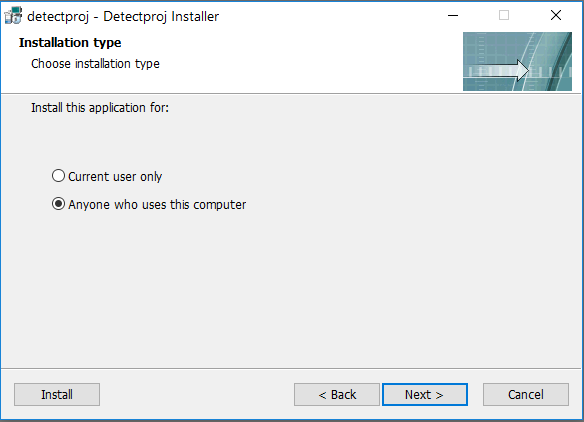 detectproj - Detectproj Installer
Installation type
Choose installation type
Install this application for:
Current user only
Anyone who uses this computer
Install
< Back
Next >
Cancel